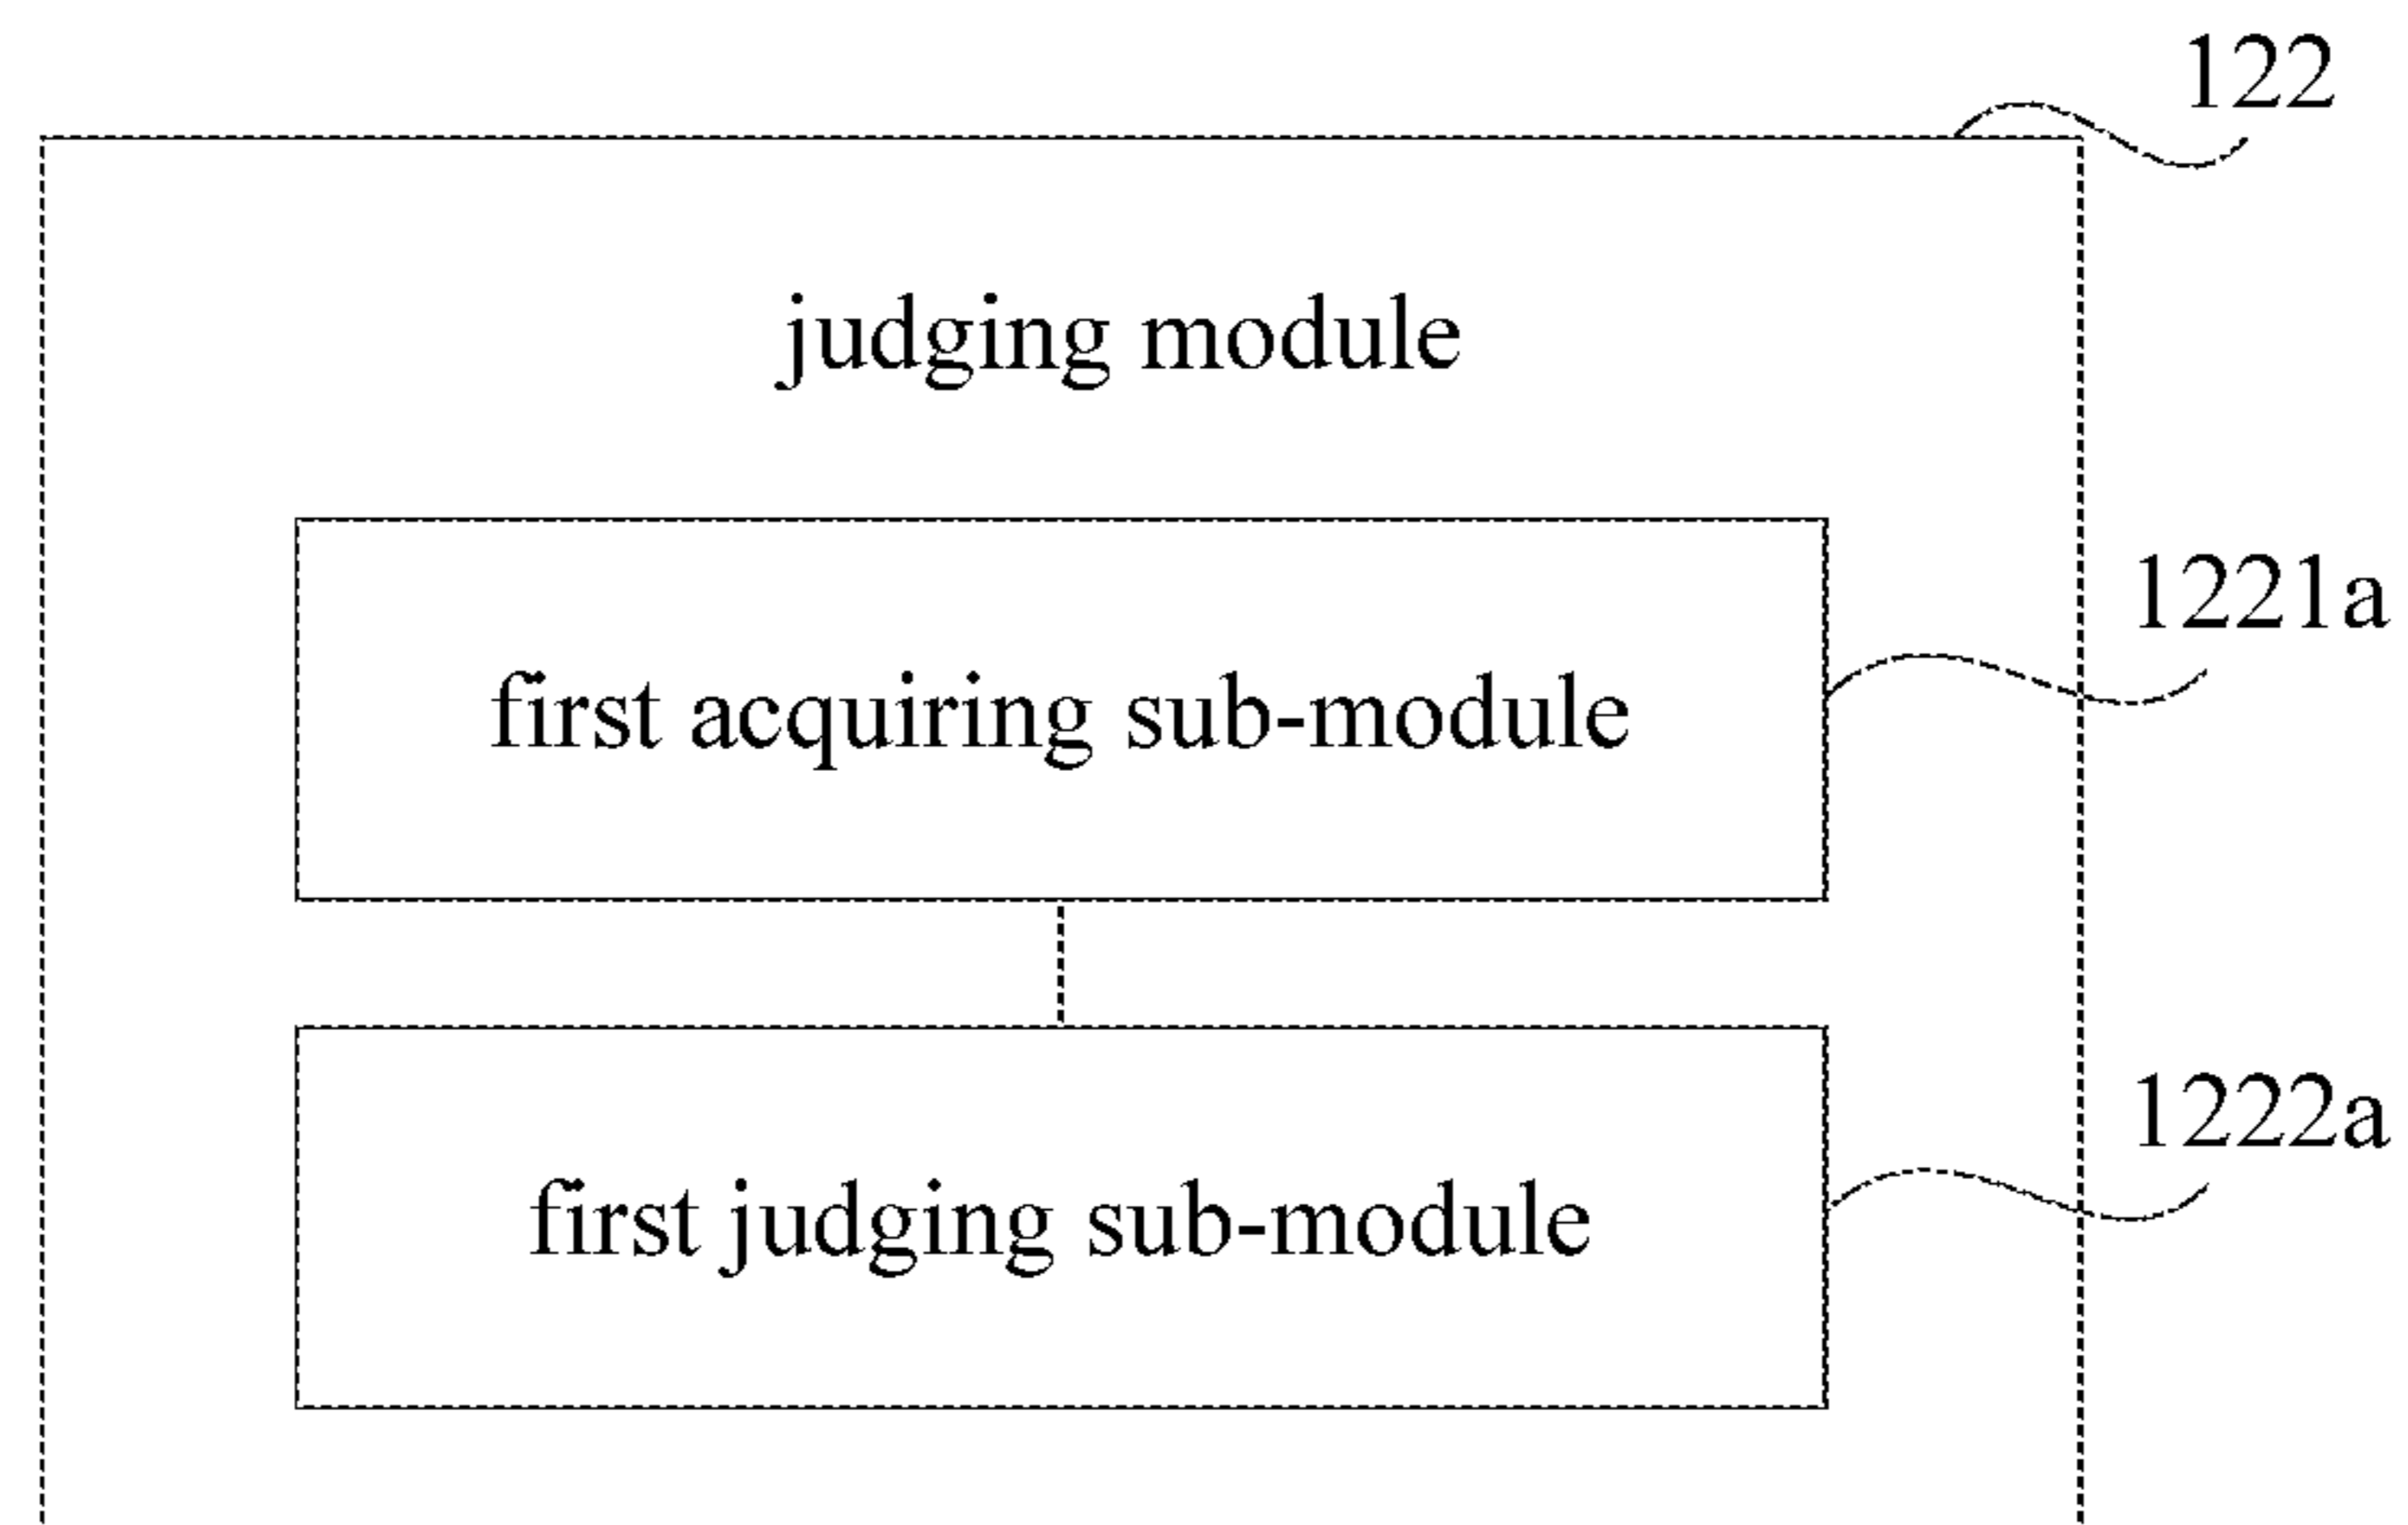 122
judging module
1221a
first acquiring sub-module
1222a
first judging sub-module